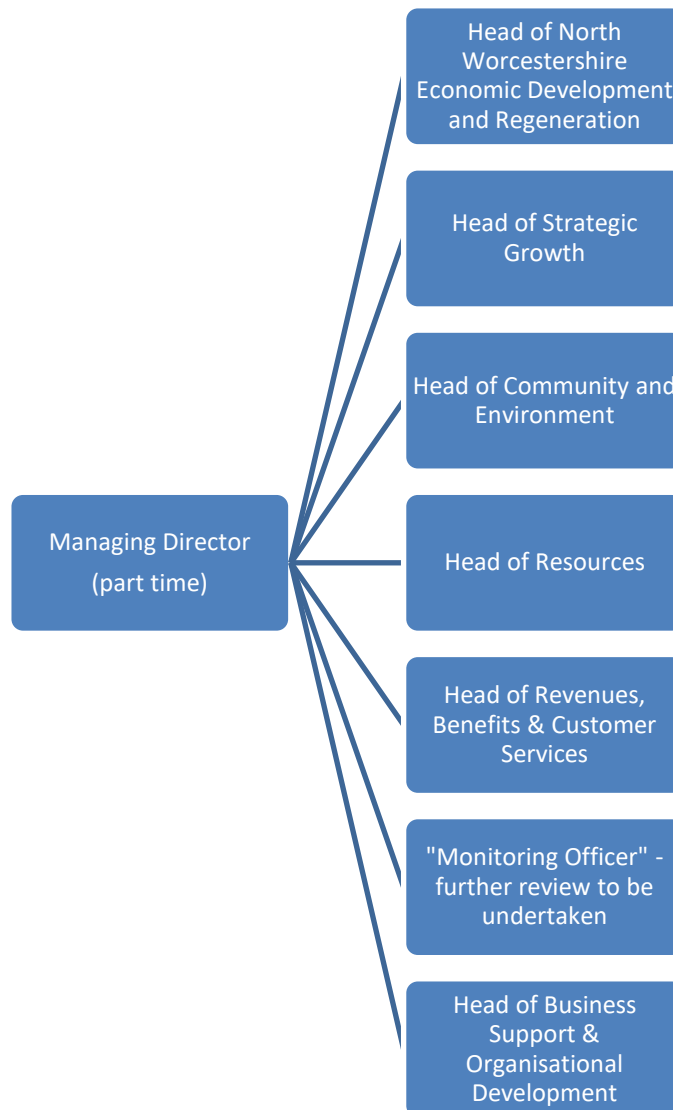 Head of North
Worcestershire
Economic Development
and Regeneration
Head of Strategic
Growth
Head of Community and
Environment
Managing Director
(part time)
Head of Resources
Head of Revenues,
Benefits & Customer
Services
"Monitoring Officer" -
further review to be
undertaken
Head of Business
Support &
Organisational
Development